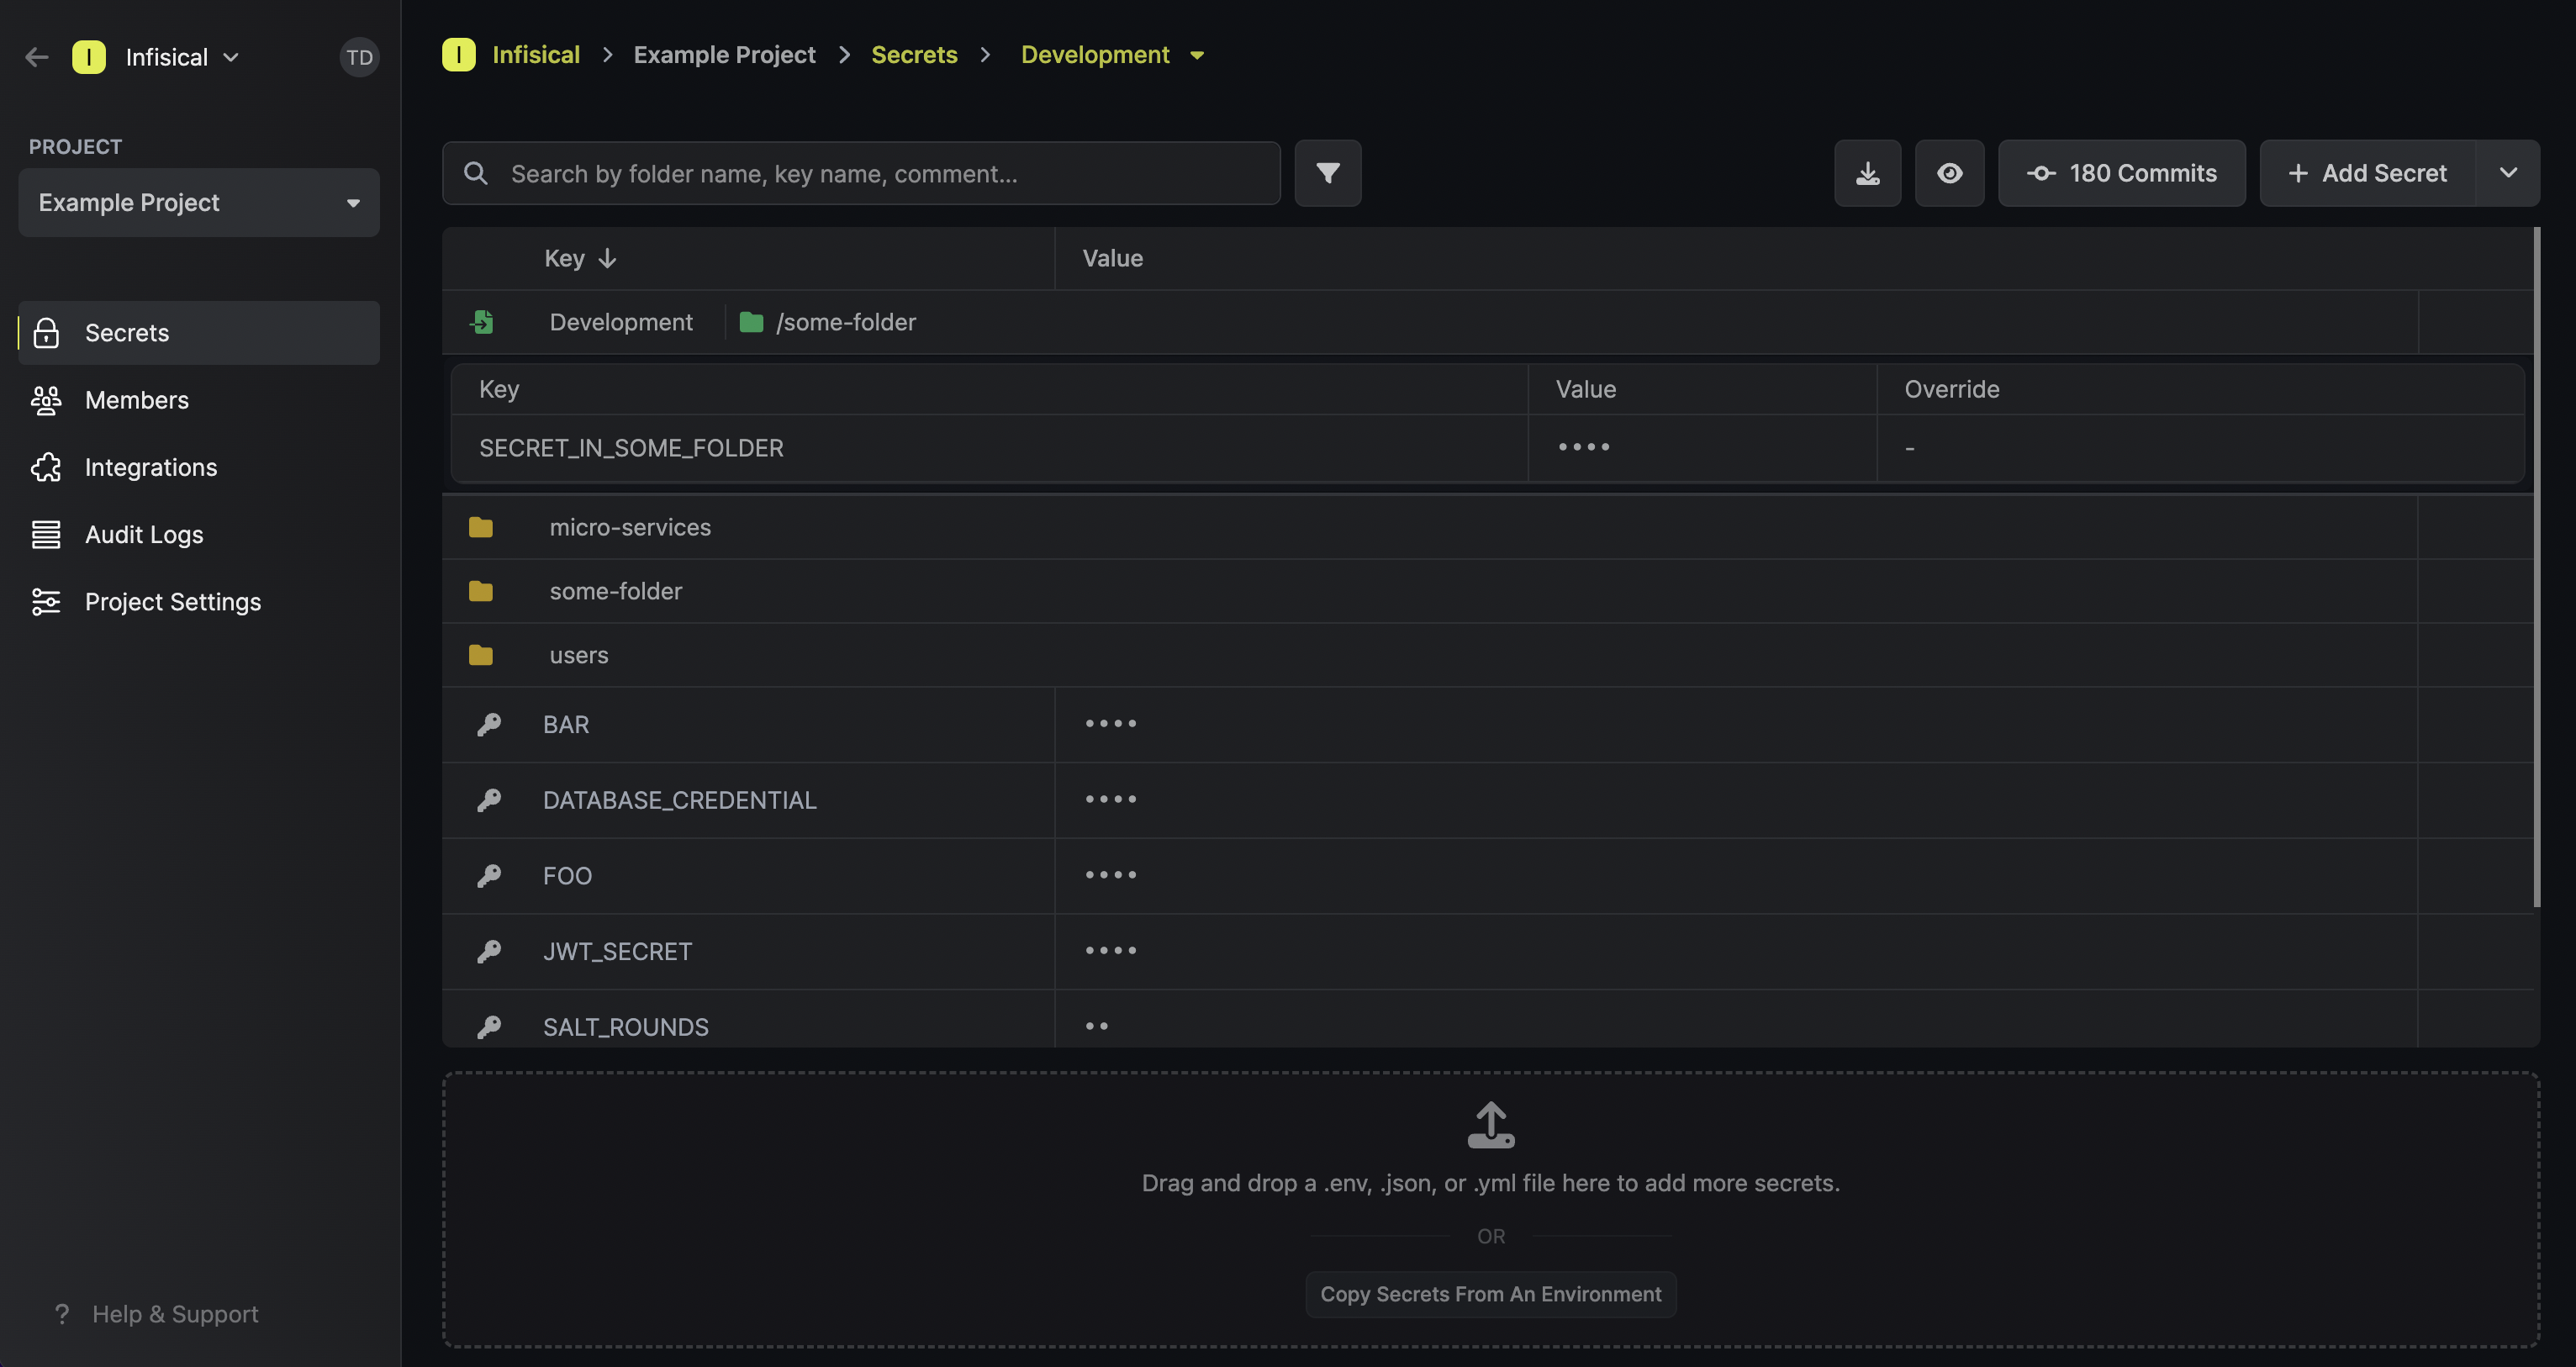 I Infisical TD
PROJECT
Example Project
Secrets
Members
Integrations
Audit Logs
Project Settings
? Help & Support
I Infisical > Example Project > Secrets > Development
Search by folder name, key name, comment...
180 Commits
+ Add Secret
Key ↓ Value
Development /some-folder
Key Value Override
SECRET_IN_SOME_FOLDER •••• -
micro-services
some-folder
users
BAR ••••
DATABASE_CREDENTIAL ••••
FOO ••••
JWT_SECRET ••••
SALT_ROUNDS ••
Drag and drop a .env, .json, or .yml file here to add more secrets.
OR
Copy Secrets From An Environment